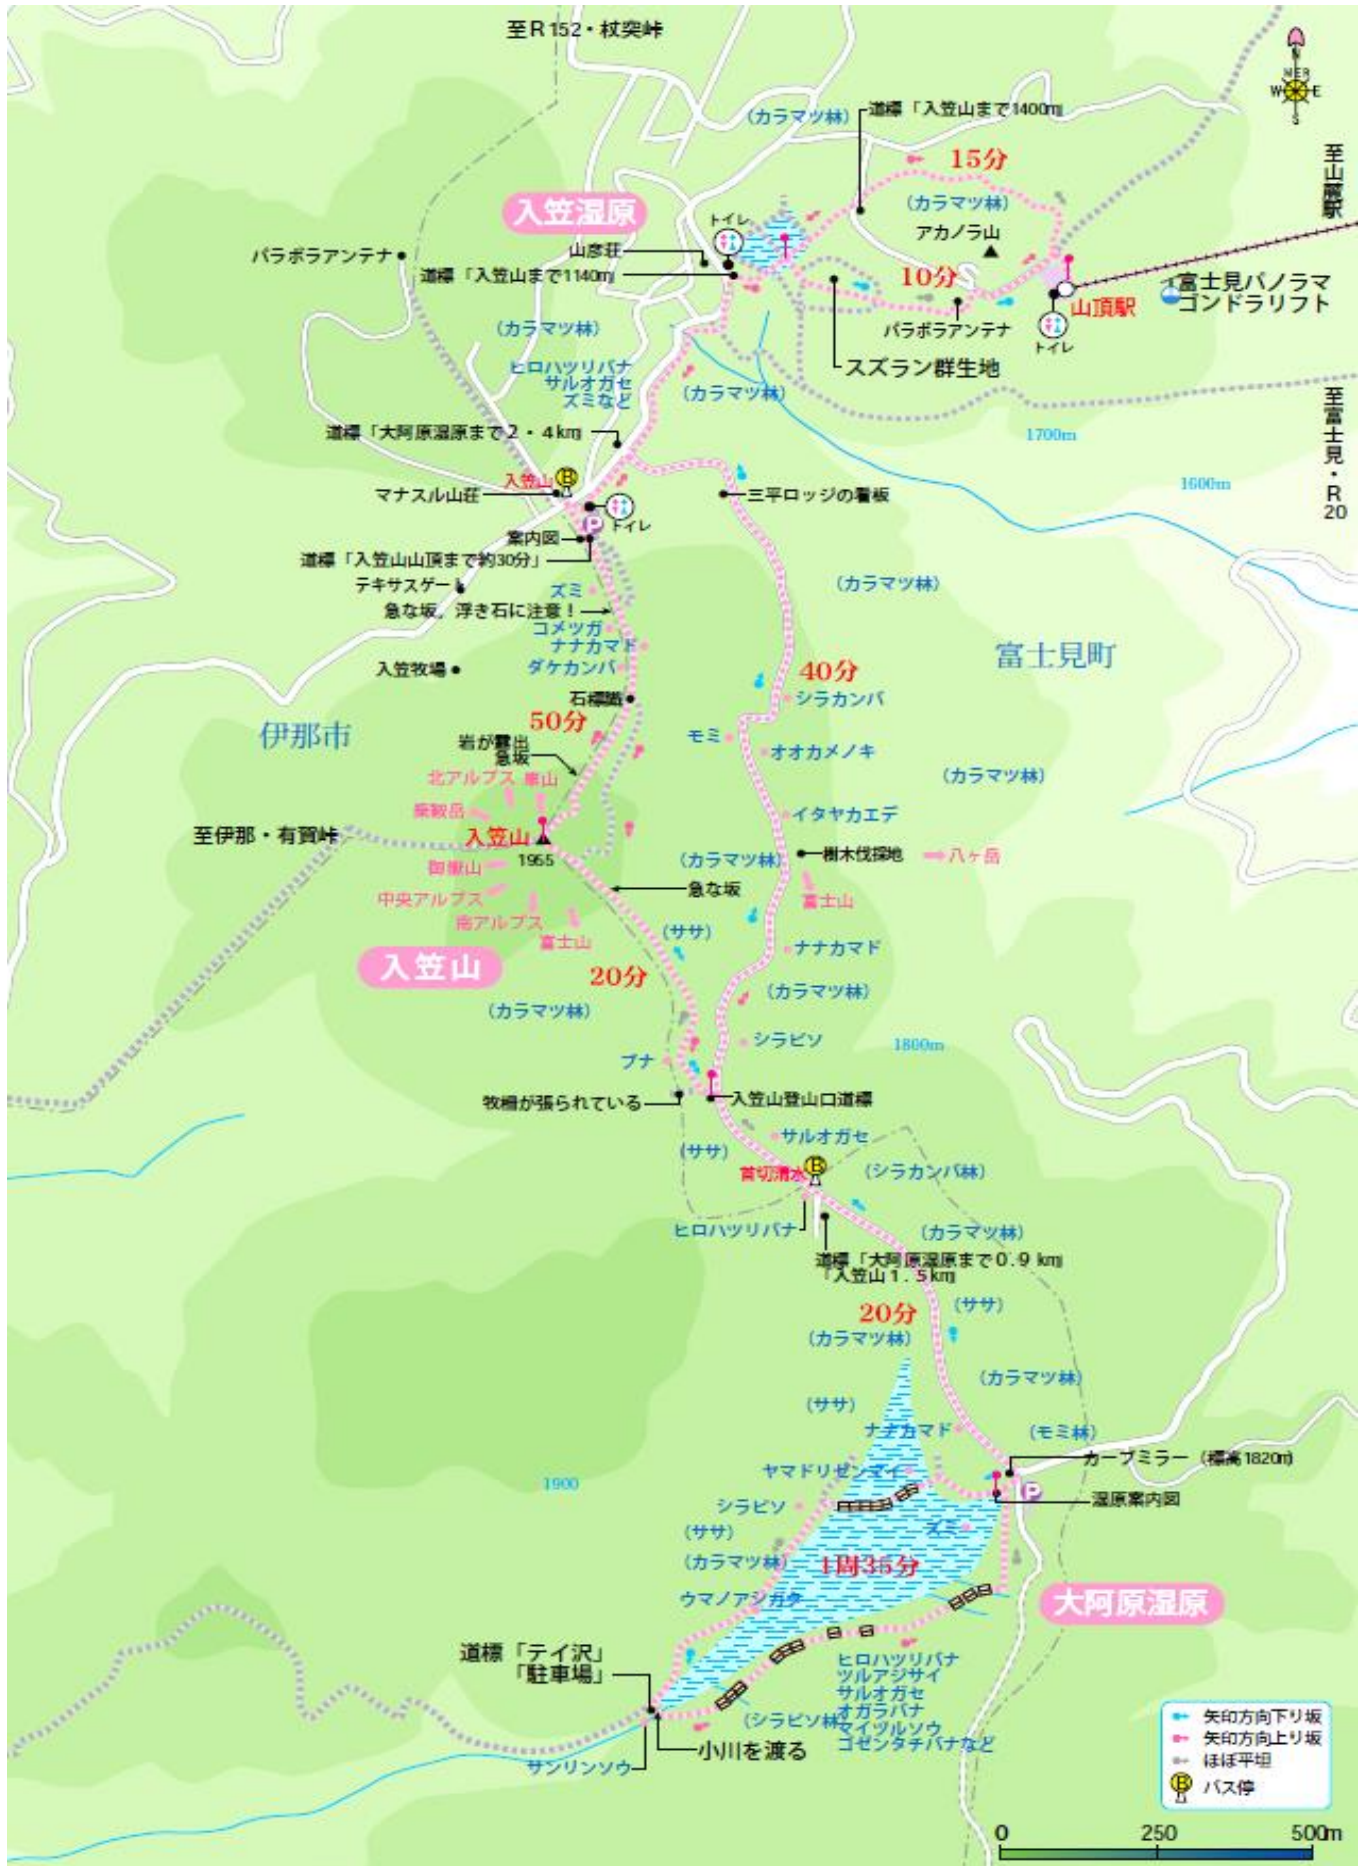 至R152・杖突峠
N
MER
W
E
S
(カラマツ林)
道標「入笠山まで1400m」
15分
至山麓駅
入笠湿原
トイレ
(カラマツ林)
アカノラ山
山彦荘
パラボラアンテナ
道標「入笠山まで1140m」
10分
富士見パノラマ
ゴンドラリフト
山頂駅
(カラマツ林)
パラボラアンテナ
トイレ
ヒロハツリバナ
サルオガセ
ズミなど
スズラン群生地
(カラマツ林)
至富士見・R20
道標「大阿原湿原まで2・4km」
1700m
入笠山
B
マナスル山荘
三平ロッジの看板
1600m
P
トイレ
案内図
道標「入笠山山頂まで約30分」
テキサスゲート
ズミ
(カラマツ林)
急な坂。浮き石に注意!
コメツガ
ナナカマド
ダケカンバ
入笠牧場
富士見町
40分
石標識
シラカンバ
50分
伊那市
モミ
岩が露出
急坂
オオカメノキ
北アルプス
車山
(カラマツ林)
乗鞍岳
イタヤカエデ
至伊那・有賀峠
入笠山
1955
樹木伐採地
八ヶ岳
御嶽山
(カラマツ林)
急な坂
中央アルプス
富士山
南アルプス
富士山
(ササ)
ナナカマド
入笠山
20分
(カラマツ林)
(カラマツ林)
シラビソ
1800m
ブナ
牧柵が張られている
入笠山登山口道標
サルオガセ
(ササ)
B
首切清水
(シラカンバ林)
ヒロハツリバナ
(カラマツ林)
道標「大阿原湿原まで0.9km」
「入笠山1.5km」
20分
(ササ)
(カラマツ林)
(カラマツ林)
(ササ)
ナナカマド
(モミ林)
カーブミラー(標高1820m)
ヤマドリゼンマイ
1900
P
湿原案内図
シラビソ
ズミ
(ササ)
(カラマツ林)
1周35分
ウマノアシガタ
大阿原湿原
道標「テイ沢」
「駐車場」
ヒロハツリバナ
ツルアジサイ
サルオガセ
オガラバナ
マイヅルソウ
ゴゼンタチバナなど
(シラビソ林)
小川を渡る
サンリンソウ
矢印方向下り坂
矢印方向上り坂
ほぼ平坦
B
バス停
0
250
500m